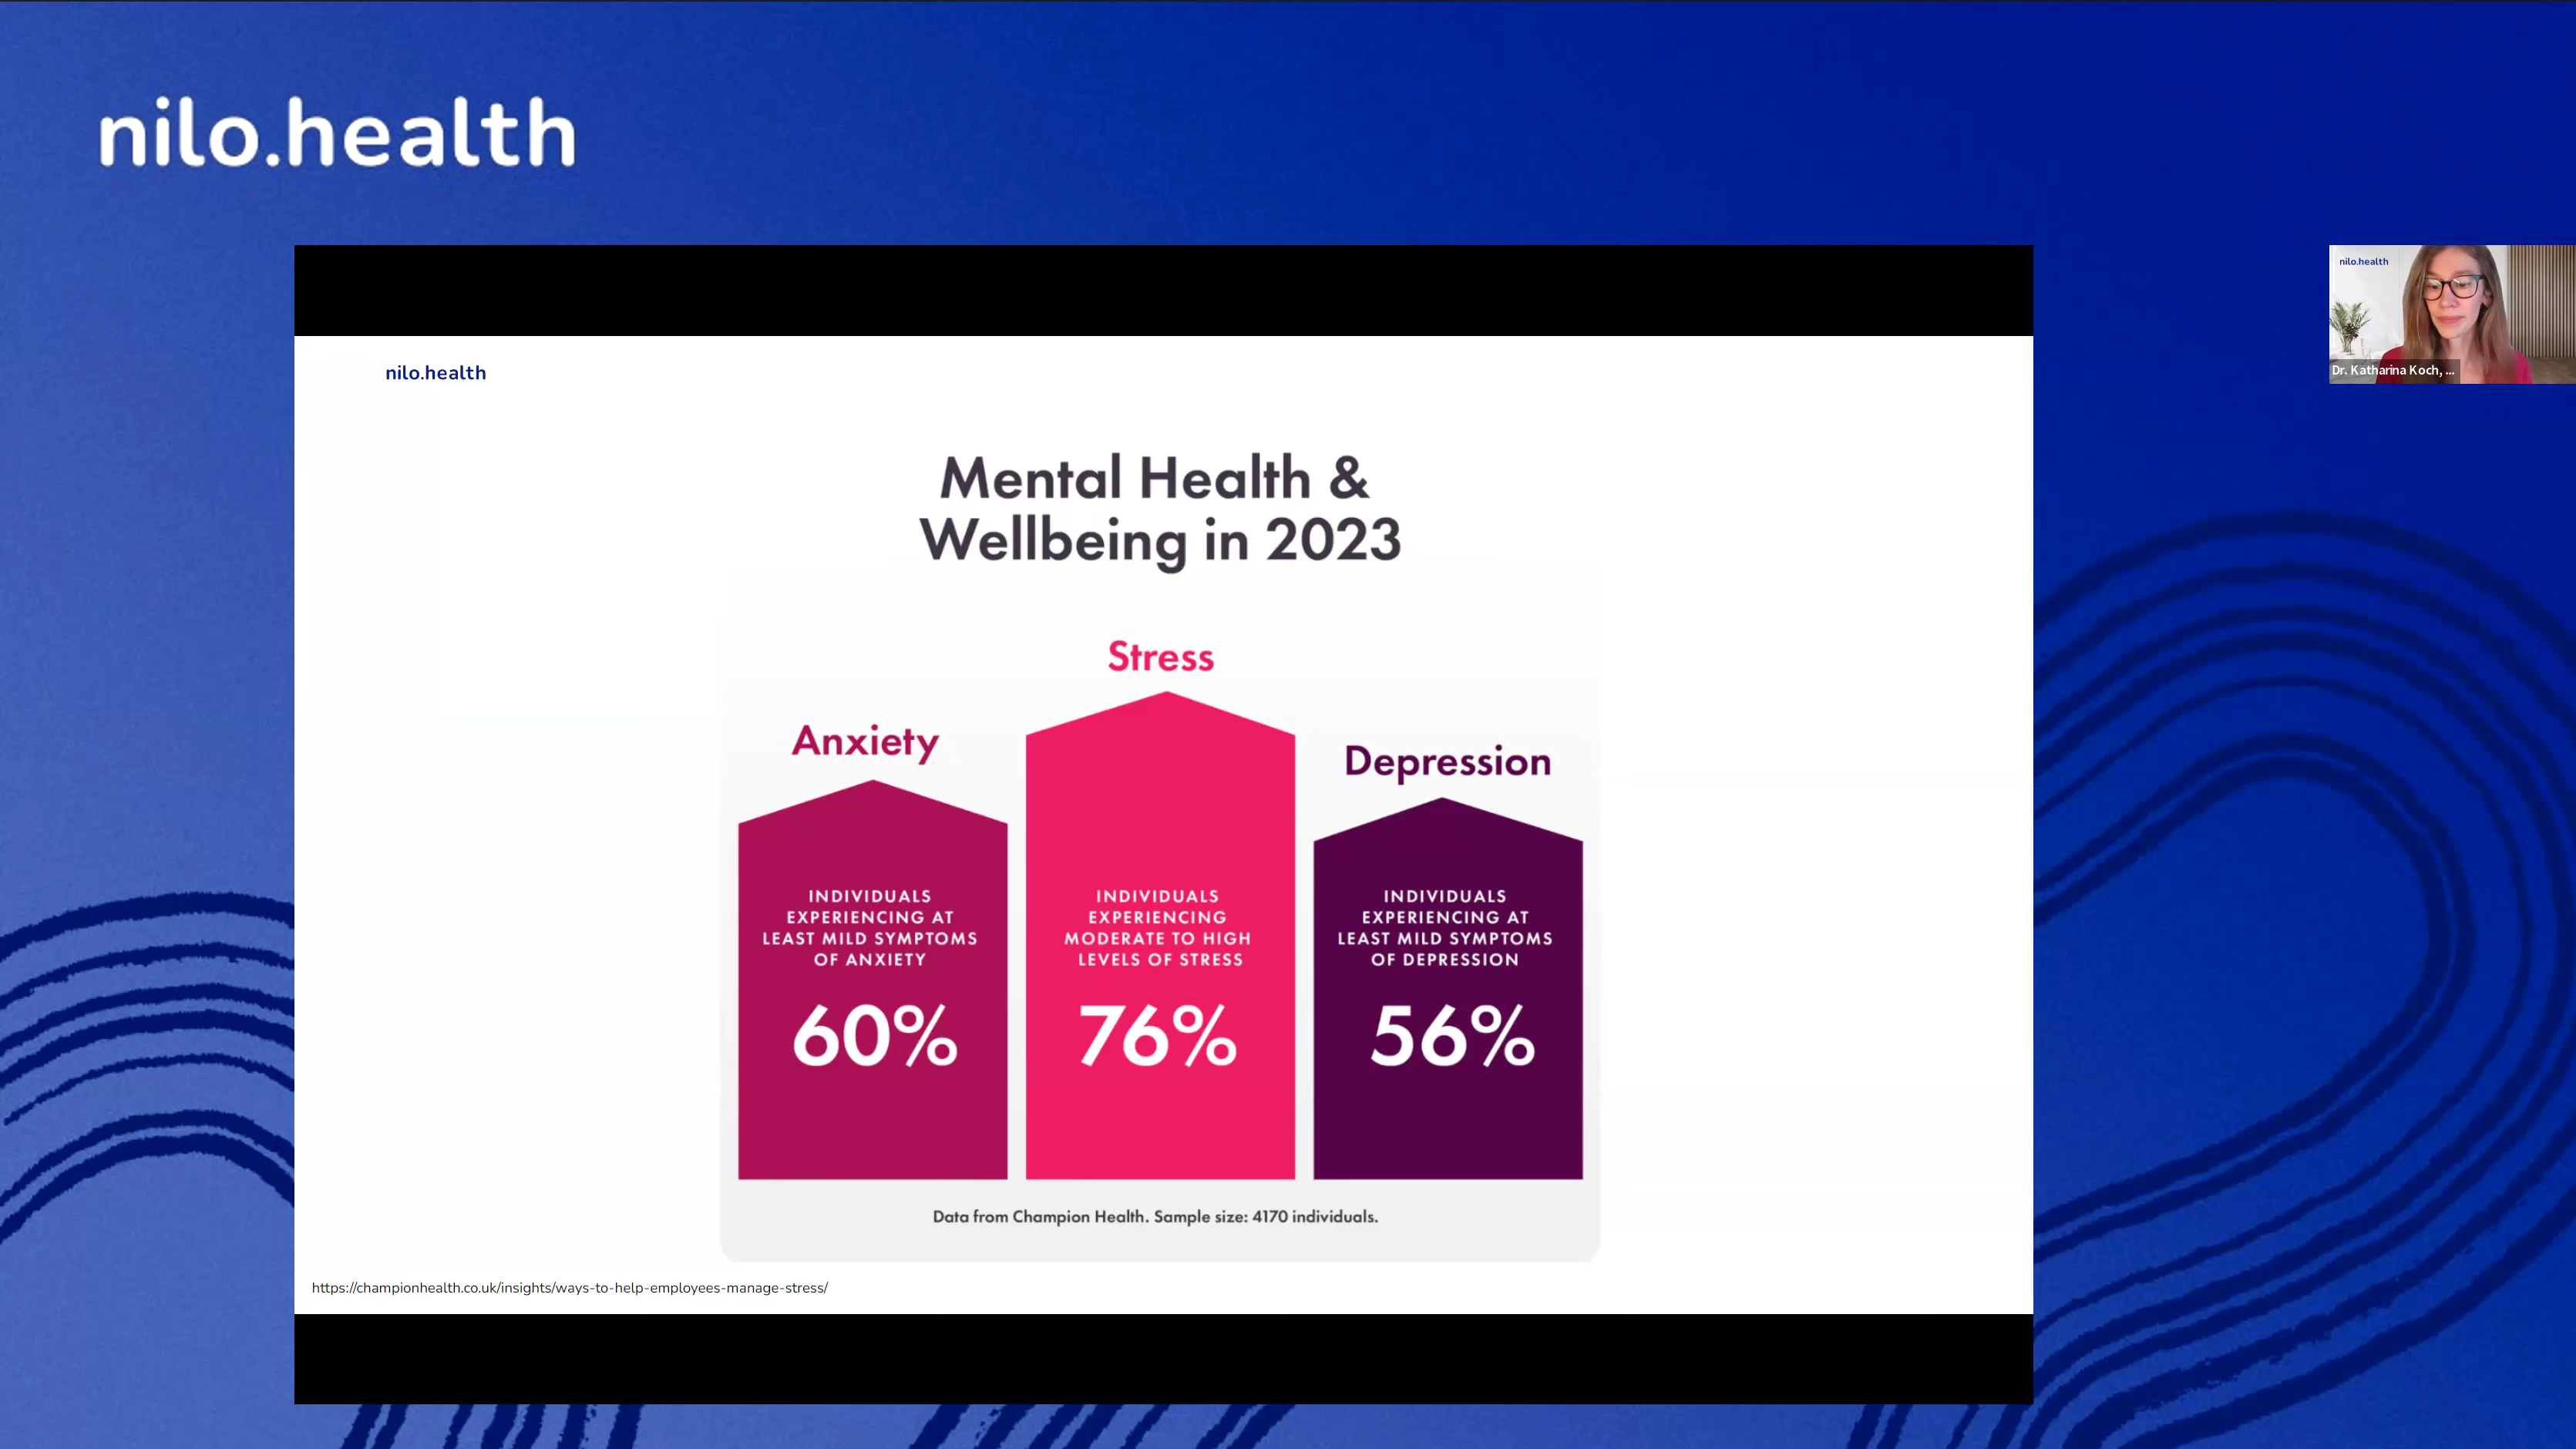 nilo.health
nilo.health
nilo.health
Dr. Katharina Koch, ...
Mental Health &
Wellbeing in 2023
Stress
Anxiety
Depression
INDIVIDUALS
EXPERIENCING AT
LEAST MILD SYMPTOMS
OF ANXIETY
60%
INDIVIDUALS
EXPERIENCING
MODERATE TO HIGH
LEVELS OF STRESS
76%
INDIVIDUALS
EXPERIENCING AT
LEAST MILD SYMPTOMS
OF DEPRESSION
56%
Data from Champion Health. Sample size: 4170 individuals.
https://championhealth.co.uk/insights/ways-to-help-employees-manage-stress/